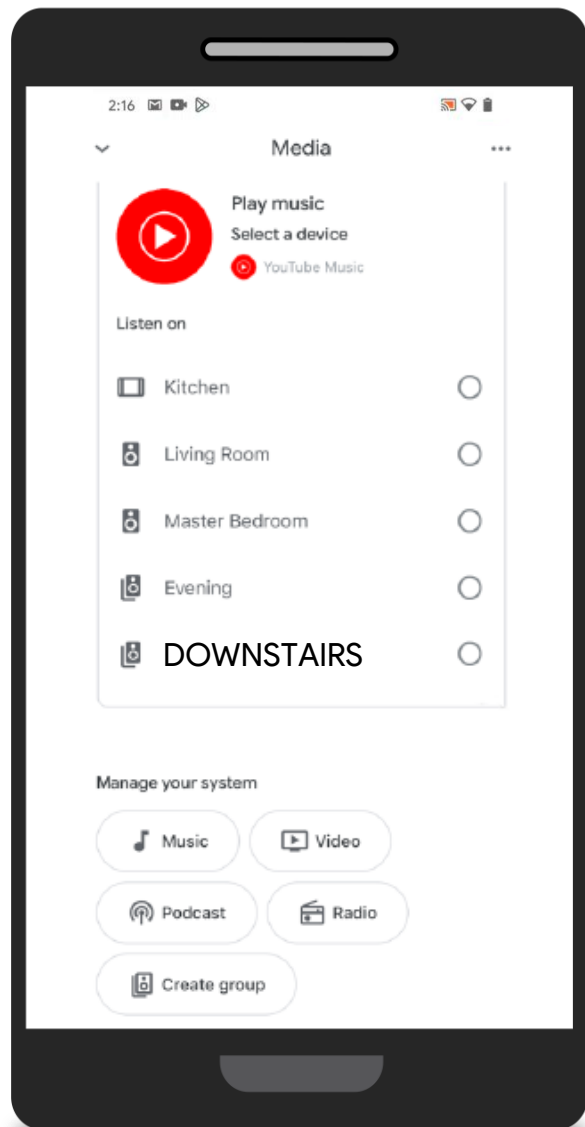 2:16
Media
Play music
Select a device
YouTube Music
Listen on
Kitchen
Living Room
Master Bedroom
Evening
DOWNSTAIRS
Manage your system
Music
Video
Podcast
Radio
Create group